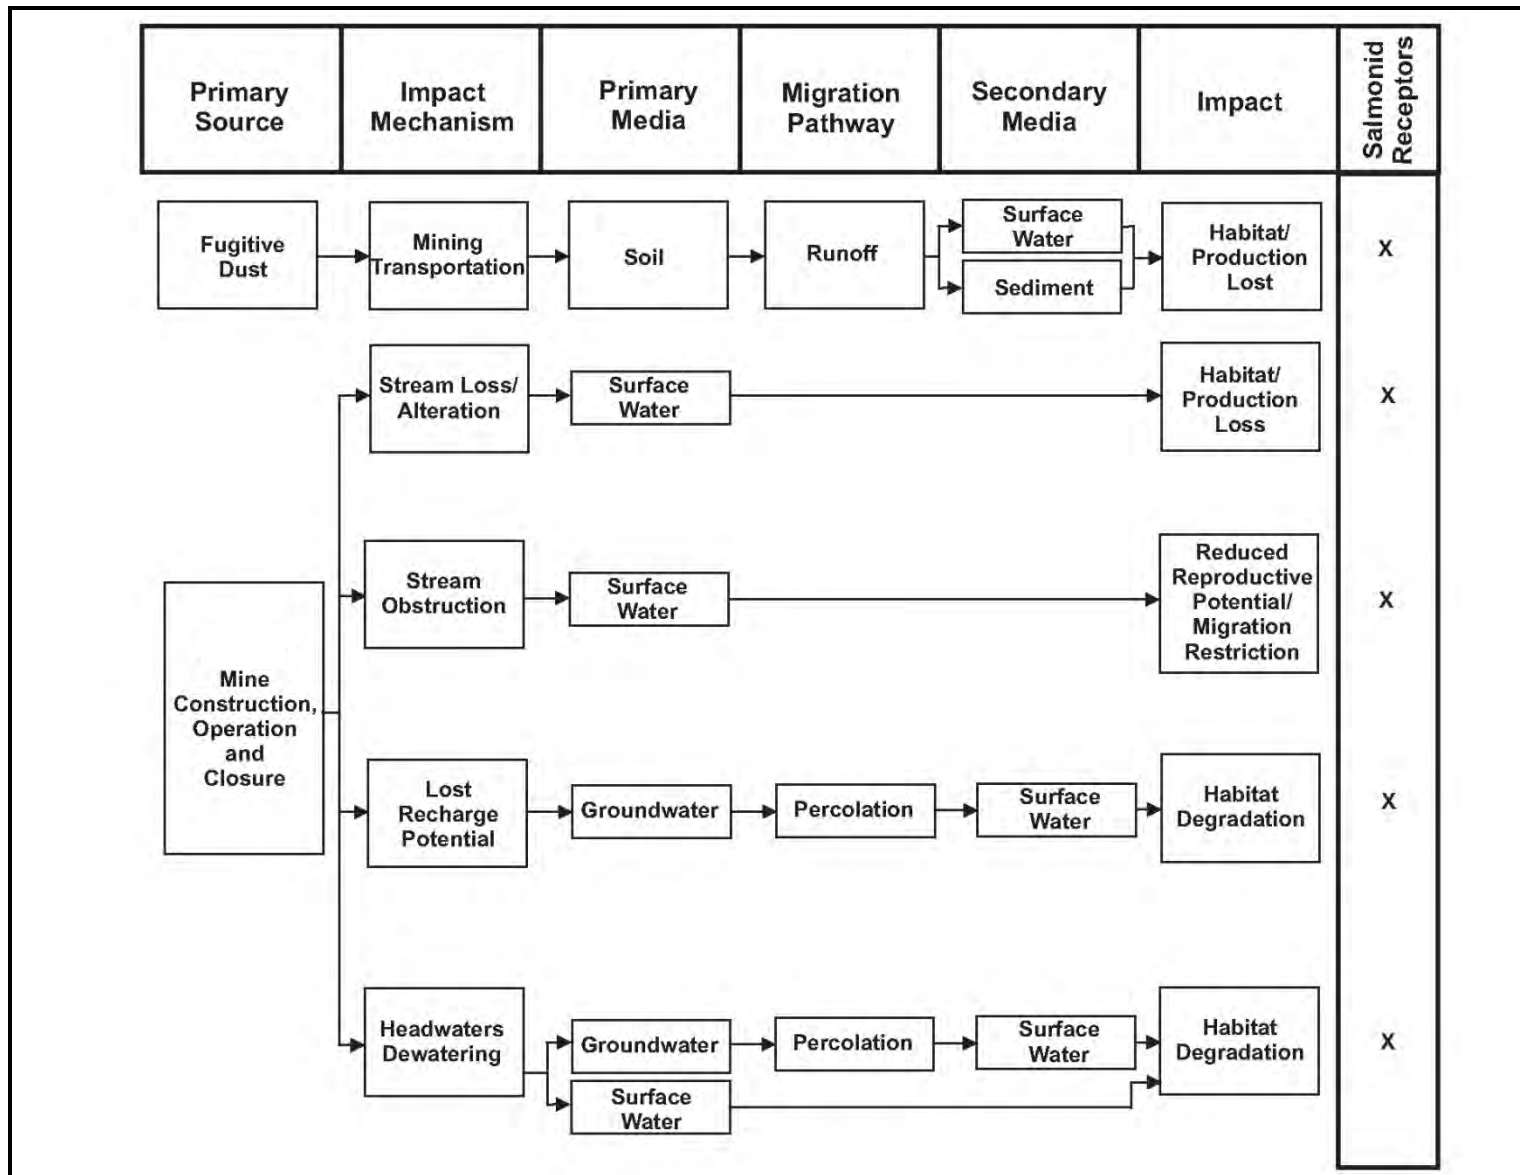 Primary
Source
Impact
Mechanism
Primary
Media
Migration
Pathway
Secondary
Media
Impact
Salmonid
Receptors
Fugitive
Dust
Mining
Transportation
Soil
Runoff
Surface
Water
Sediment
Habitat/
Production
Lost
X
Stream Loss/
Alteration
Surface
Water
Habitat/
Production
Loss
X
Stream
Obstruction
Surface
Water
Reduced
Reproductive
Potential/
Migration
Restriction
X
Mine
Construction,
Operation
and
Closure
Lost
Recharge
Potential
Groundwater
Percolation
Surface
Water
Habitat
Degradation
X
Headwaters
Dewatering
Groundwater
Percolation
Surface
Water
Habitat
Degradation
X
Surface
Water